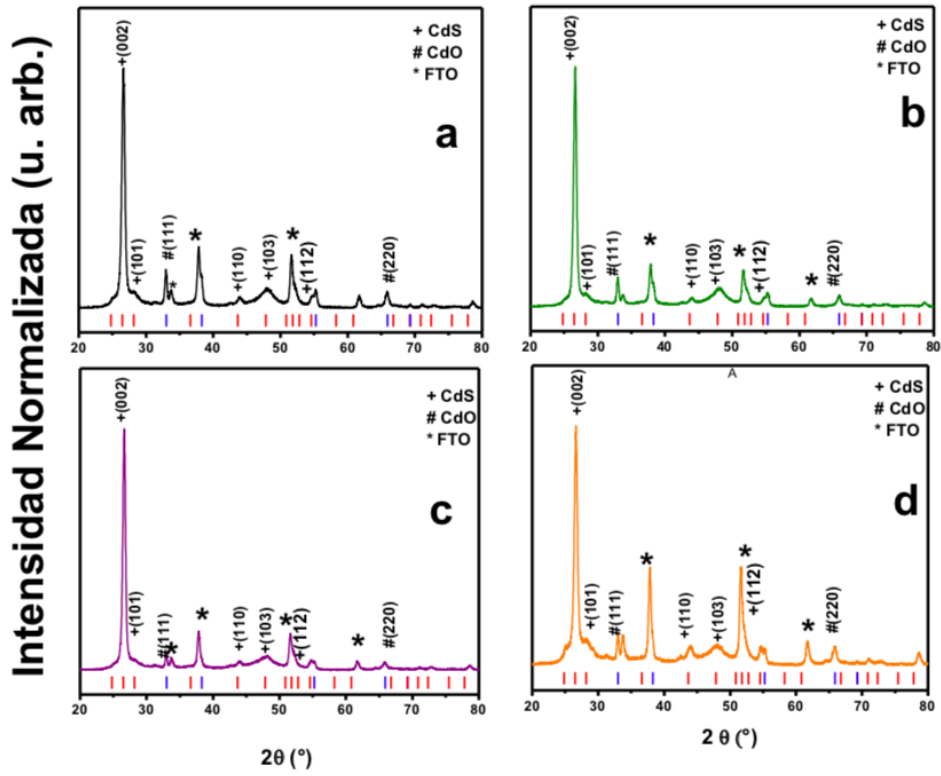 Intensidad Normalizada (u. arb.)
+(002)
+(101)
#(111)
*
*
+(110)
+(103)
*
+(112)
#(220)
+ CdS
# CdO
* FTO
a
20 30 40 50 60 70 80
+(002)
+(101)
#(111)
*
+(110)
+(103)
*
+(112)
*
#(220)
+ CdS
# CdO
* FTO
b
20 30 40 50 60 70 80
+(002)
+(101)
#(111)
*
*
+(110)
+(103)
*
+(112)
*
#(220)
+ CdS
# CdO
* FTO
c
20 30 40 50 60 70 80
2θ (°)
A
+(002)
+(101)
#(111)
*
+(110)
+(103)
*
+(112)
*
#(220)
+ CdS
# CdO
* FTO
d
20 30 40 50 60 70 80
2 θ (°)